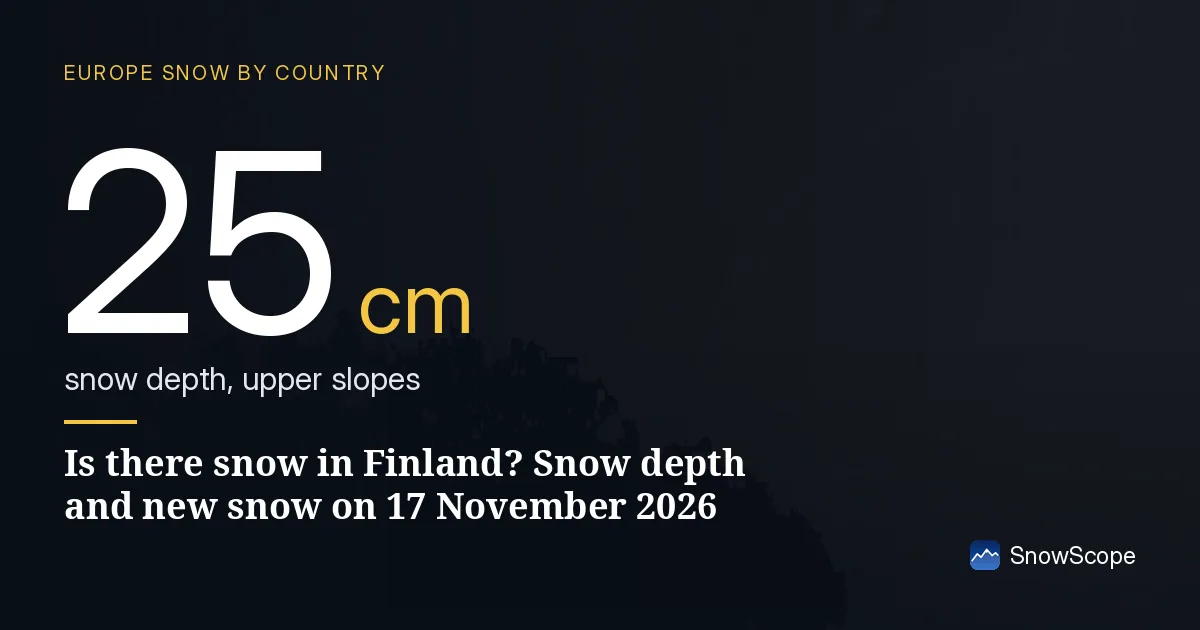 EUROPE SNOW BY COUNTRY
25 cm
snow depth, upper slopes
Is there snow in Finland? Snow depth
and new snow on 17 November 2026
SnowScope